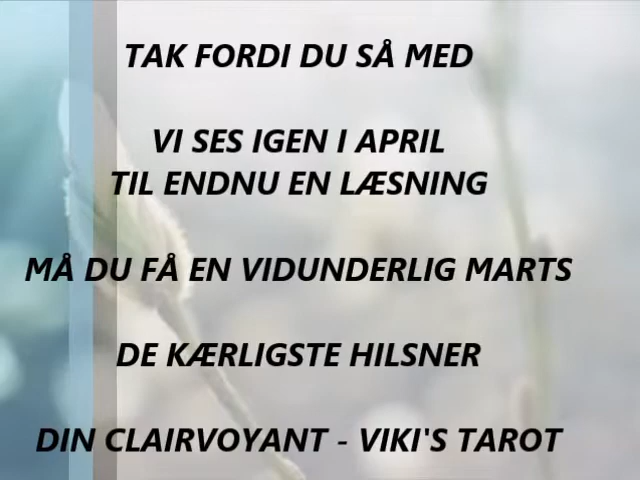 TAK FORDI DU SÅ MED
VI SES IGEN I APRIL
TIL ENDNU EN LÆSNING
MÅ DU FÅ EN VIDUNDERLIG MARTS
DE KÆRLIGSTE HILSNER
DIN CLAIRVOYANT - VIKI'S TAROT